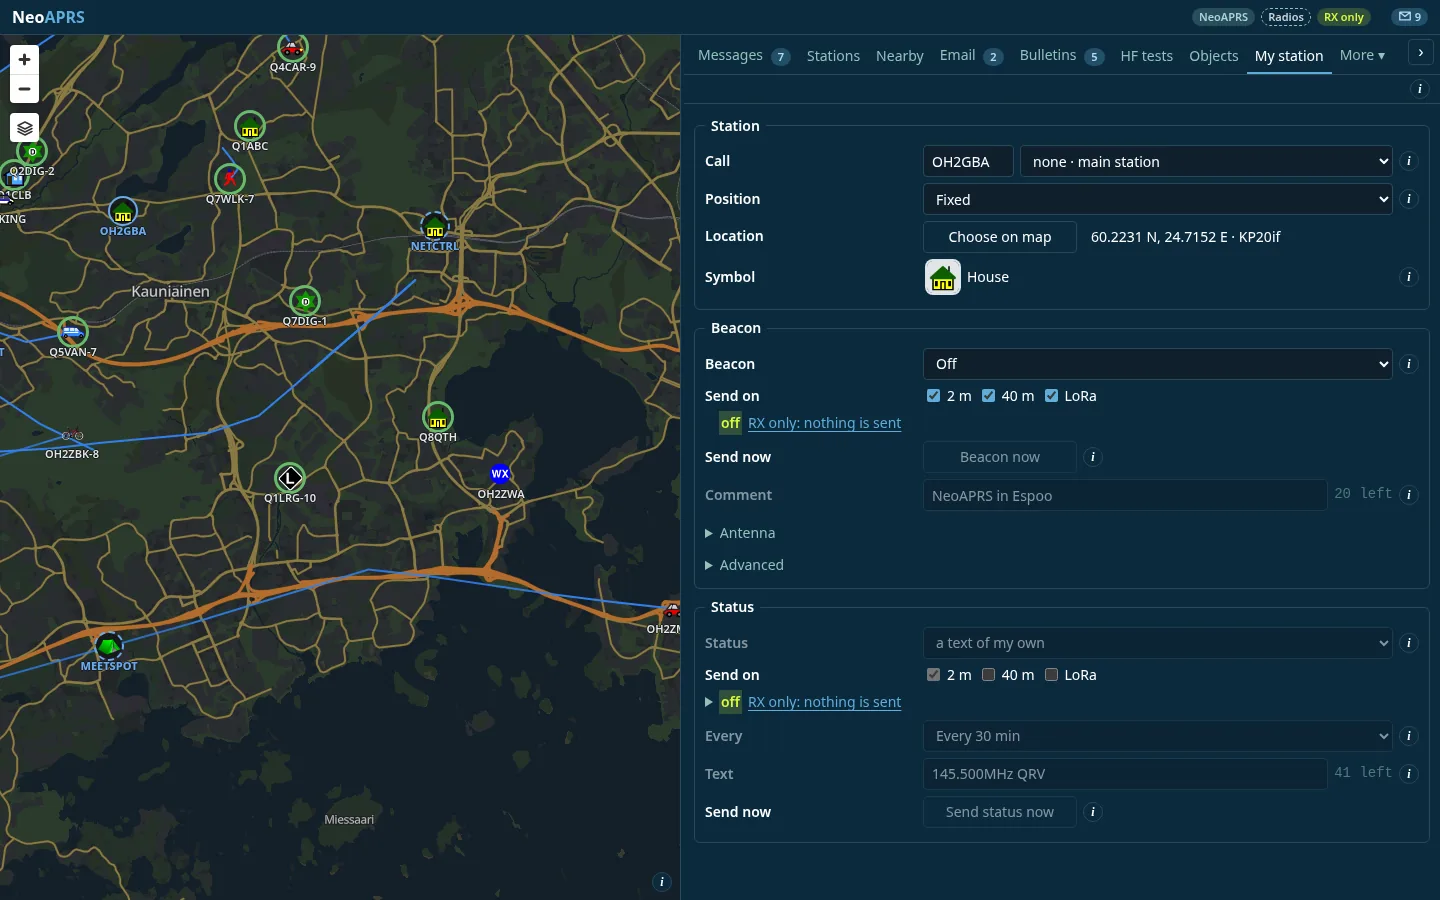 NeoAPRS
NeoAPRS Radios RX only 9
Messages 7 Stations Nearby Email 2 Bulletins 5 HF tests Objects My station More ▾ ›
i
Station
Call OH2GBA none · main station i
Position Fixed i
Location Choose on map 60.2231 N, 24.7152 E · KP20if
Symbol House i
Beacon
Beacon Off i
Send on 2 m 40 m LoRa
off RX only: nothing is sent
Send now Beacon now i
Comment NeoAPRS in Espoo 20 left i
▶ Antenna
▶ Advanced
Status
Status a text of my own i
Send on 2 m 40 m LoRa
▶ off RX only: nothing is sent
Every Every 30 min i
Text 145.500MHz QRV 41 left i
Send now Send status now i
+
−
Q4CAR-9
Q1ABC
D
Q2DIG-2
Q7WLK-7
Q1CLB
KING
OH2GBA
NETCTRL
Kauniainen
D
Q7DIG-1
Q5VAN-7
T
Q8QTH
OH2ZBK-8
L
Q1LRG-10
WX
OH2ZWA
OH2ZM
MEETSPOT
Miessaari
i